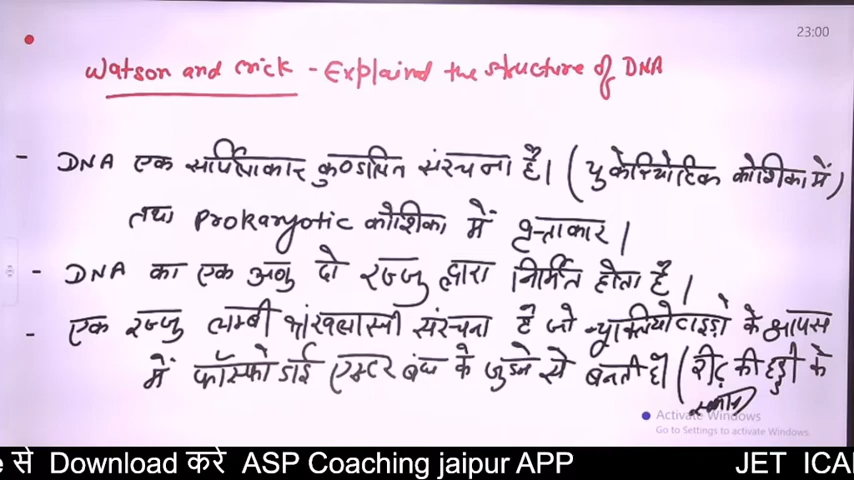 23:00
Watson and crick - Explaind the structure of DNA
- DNA एक सर्पिलाकार कुण्डलित संरचना है। (युकेरियोटिक कोशिका में)
तथा Prokaryotic कोशिका में वृत्ताकार।
- DNA का एक अणु दो रज्जु द्वारा निर्मित होता है।
- एक रज्जु लम्बी श्रृंखलास्वी संरचना है जो न्यूक्लियोटाइडो के आपस
में फॉस्फो डाई एस्टर बंध के जुडने से बनती है। (रीढ़ की हड्डी के
समान)
Activate Windows
Go to Settings to activate Windows.
से Download करे ASP Coaching jaipur APP JET ICA